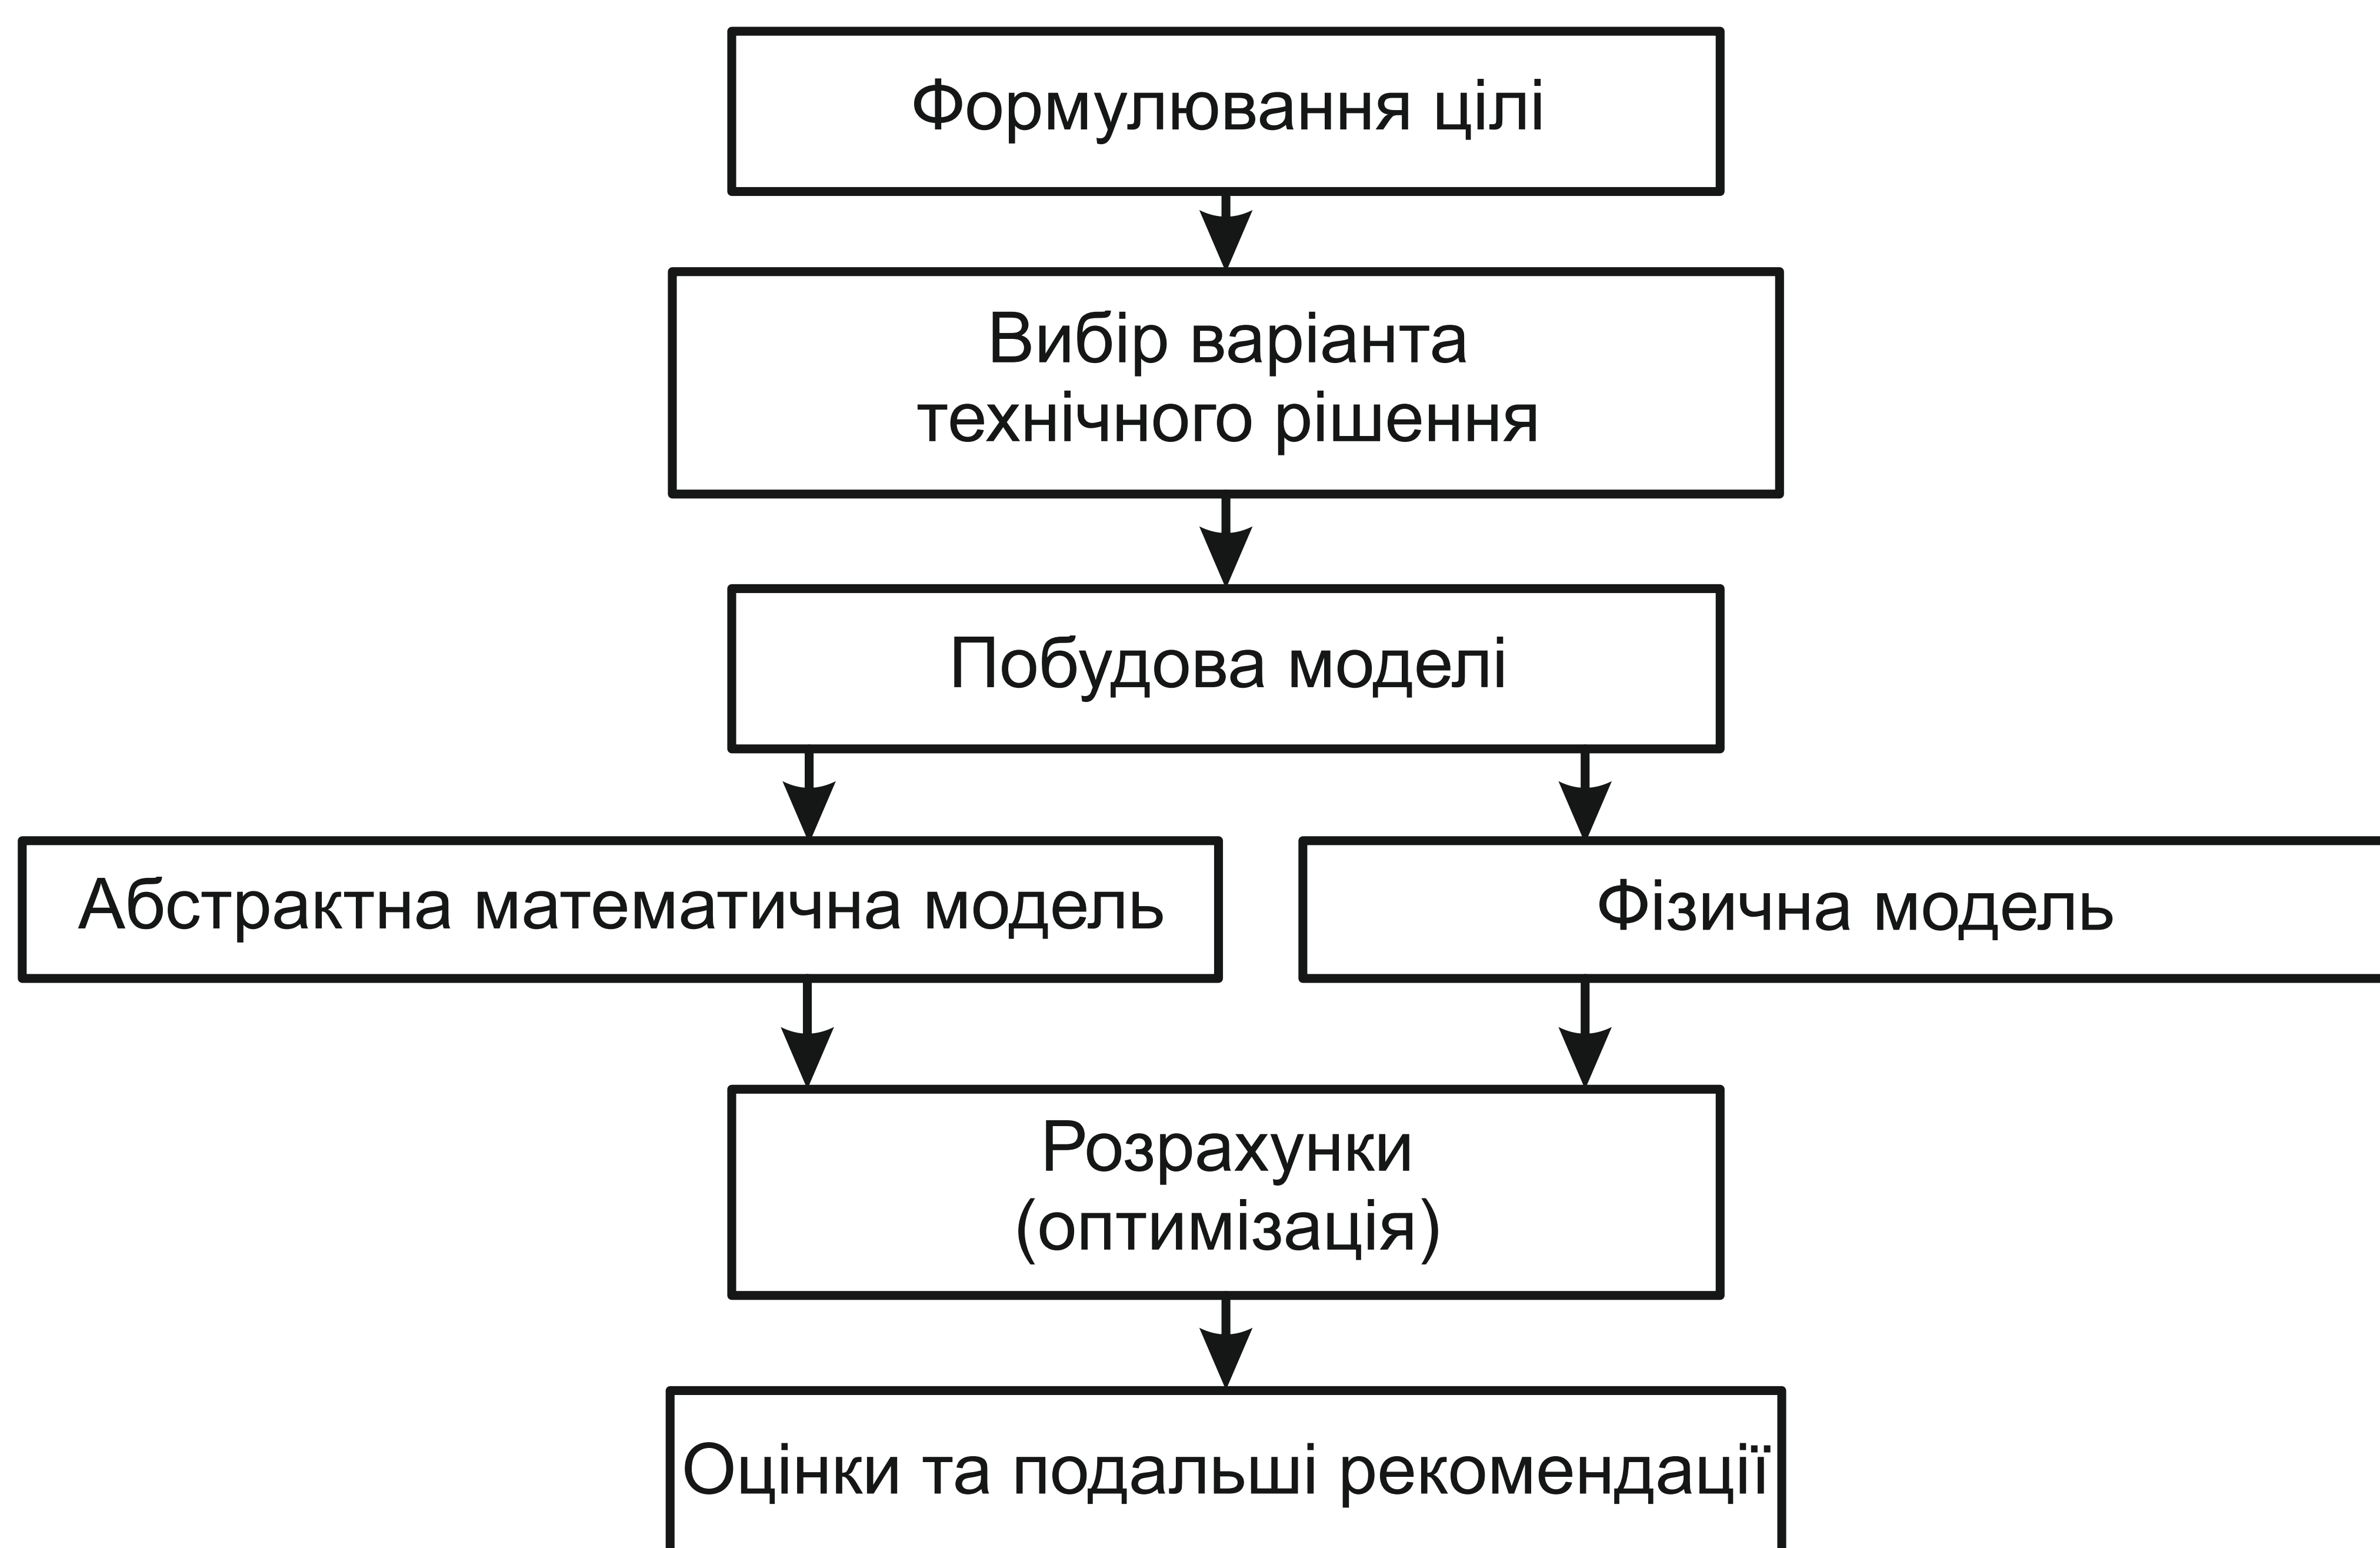 Формулювання цілі
Вибір варіанта
технічного рішення
Побудова моделі
Абстрактна математична модель
Фізична модель
Розрахунки
(оптимізація)
Оцінки та подальші рекомендації